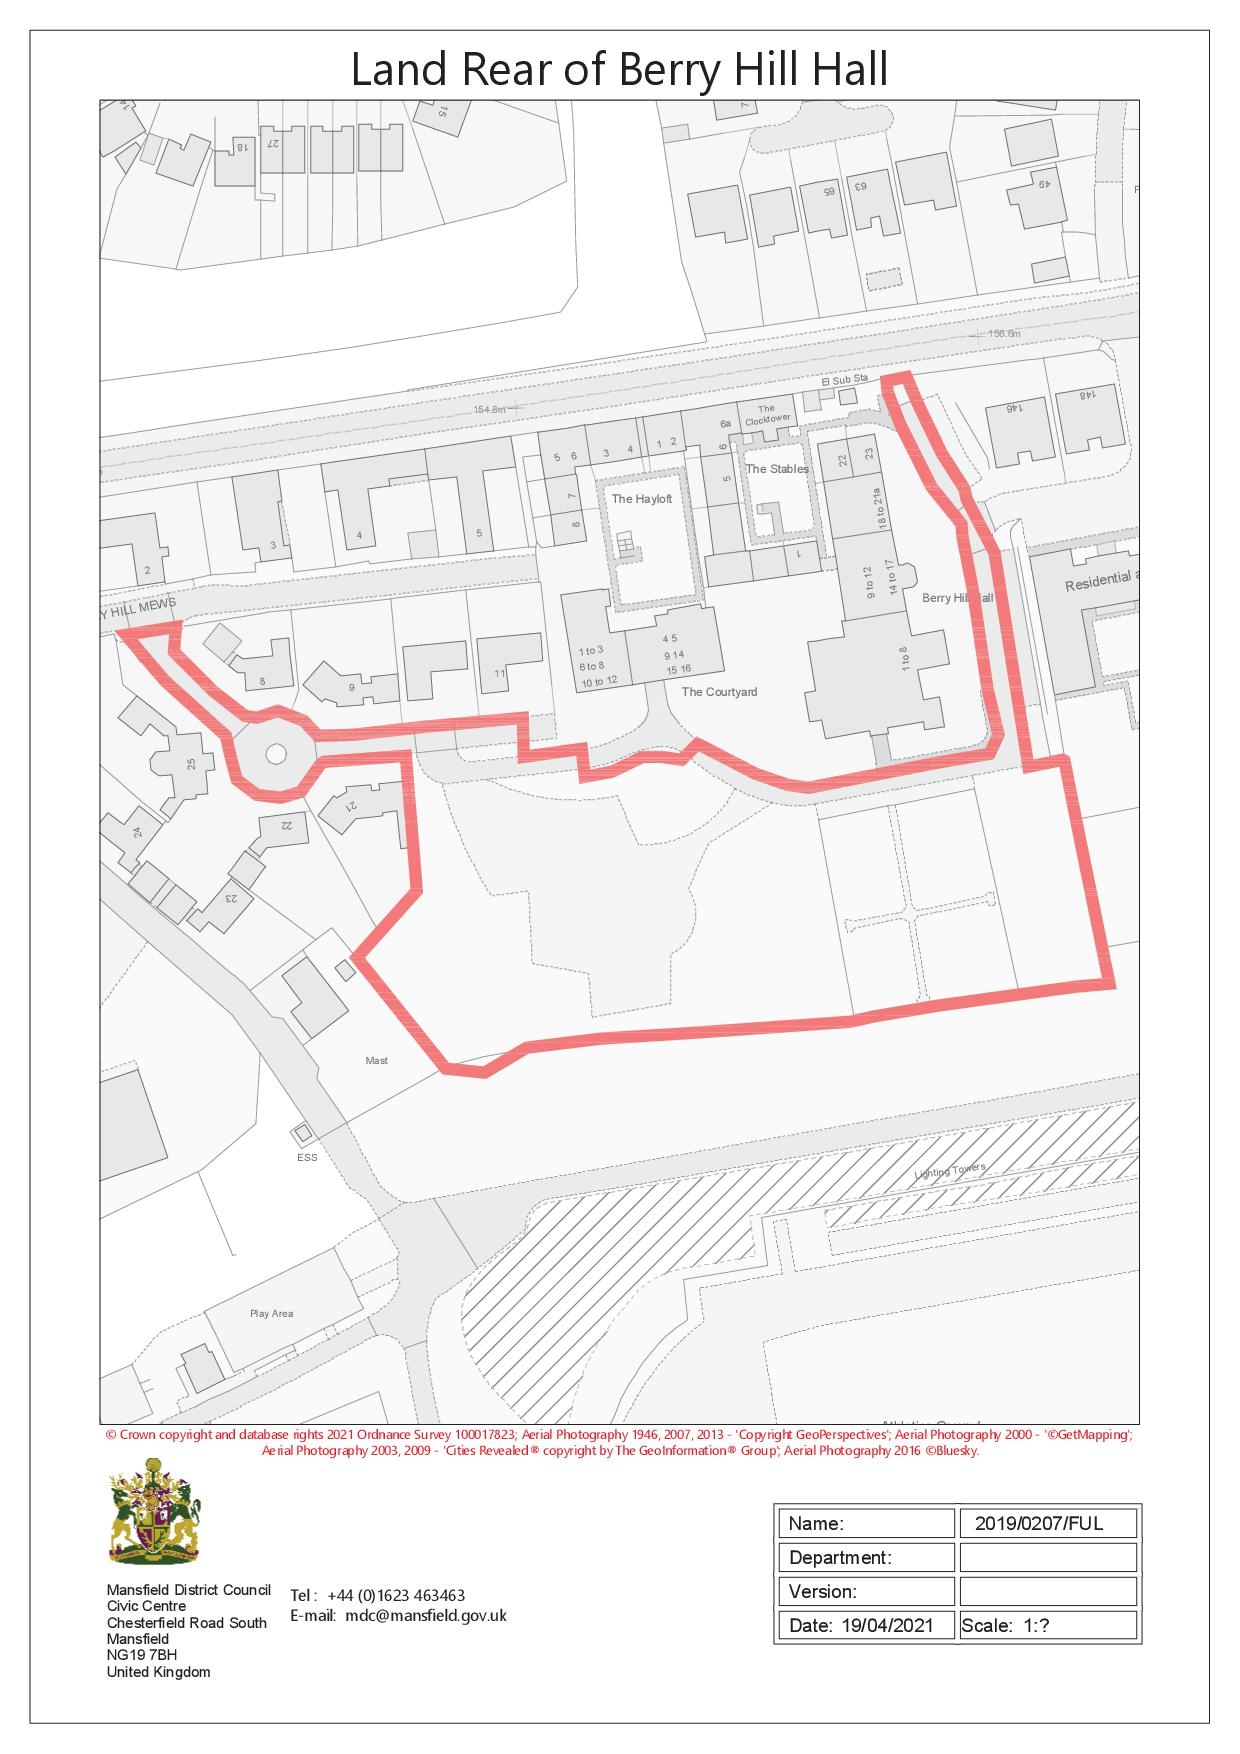 Land Rear of Berry Hill Hall
14
18
27
15
7
65
63
49
156.6m
154.8m
El Sub Sta
146
148
The
Clocktower
6a
6
5
The Stables
22
23
18 to 21a
1
5 6
3 4
1 2
7
8
The Hayloft
2
3
4
5
9 to 12
14 to 17
Berry Hill Hall
1 to 8
Residential a
Y HILL MEWS
8
9
11
1 to 3
6 to 8
10 to 12
4 5
9 14
15 16
The Courtyard
25
24
21
22
23
Mast
ESS
Lighting Towers
Play Area
Athletics Ground
© Crown copyright and database rights 2021 Ordnance Survey 100017823; Aerial Photography 1946, 2007, 2013 - 'Copyright GeoPerspectives'; Aerial Photography 2000 - '©GetMapping';
Aerial Photography 2003, 2009 - 'Cities Revealed® copyright by The GeoInformation® Group'; Aerial Photography 2016 ©Bluesky.
Mansfield District Council
Civic Centre
Chesterfield Road South
Mansfield
NG19 7BH
United Kingdom
Tel : +44 (0)1623 463463
E-mail: mdc@mansfield.gov.uk
Name: 2019/0207/FUL
Department:
Version:
Date: 19/04/2021 Scale: 1:?